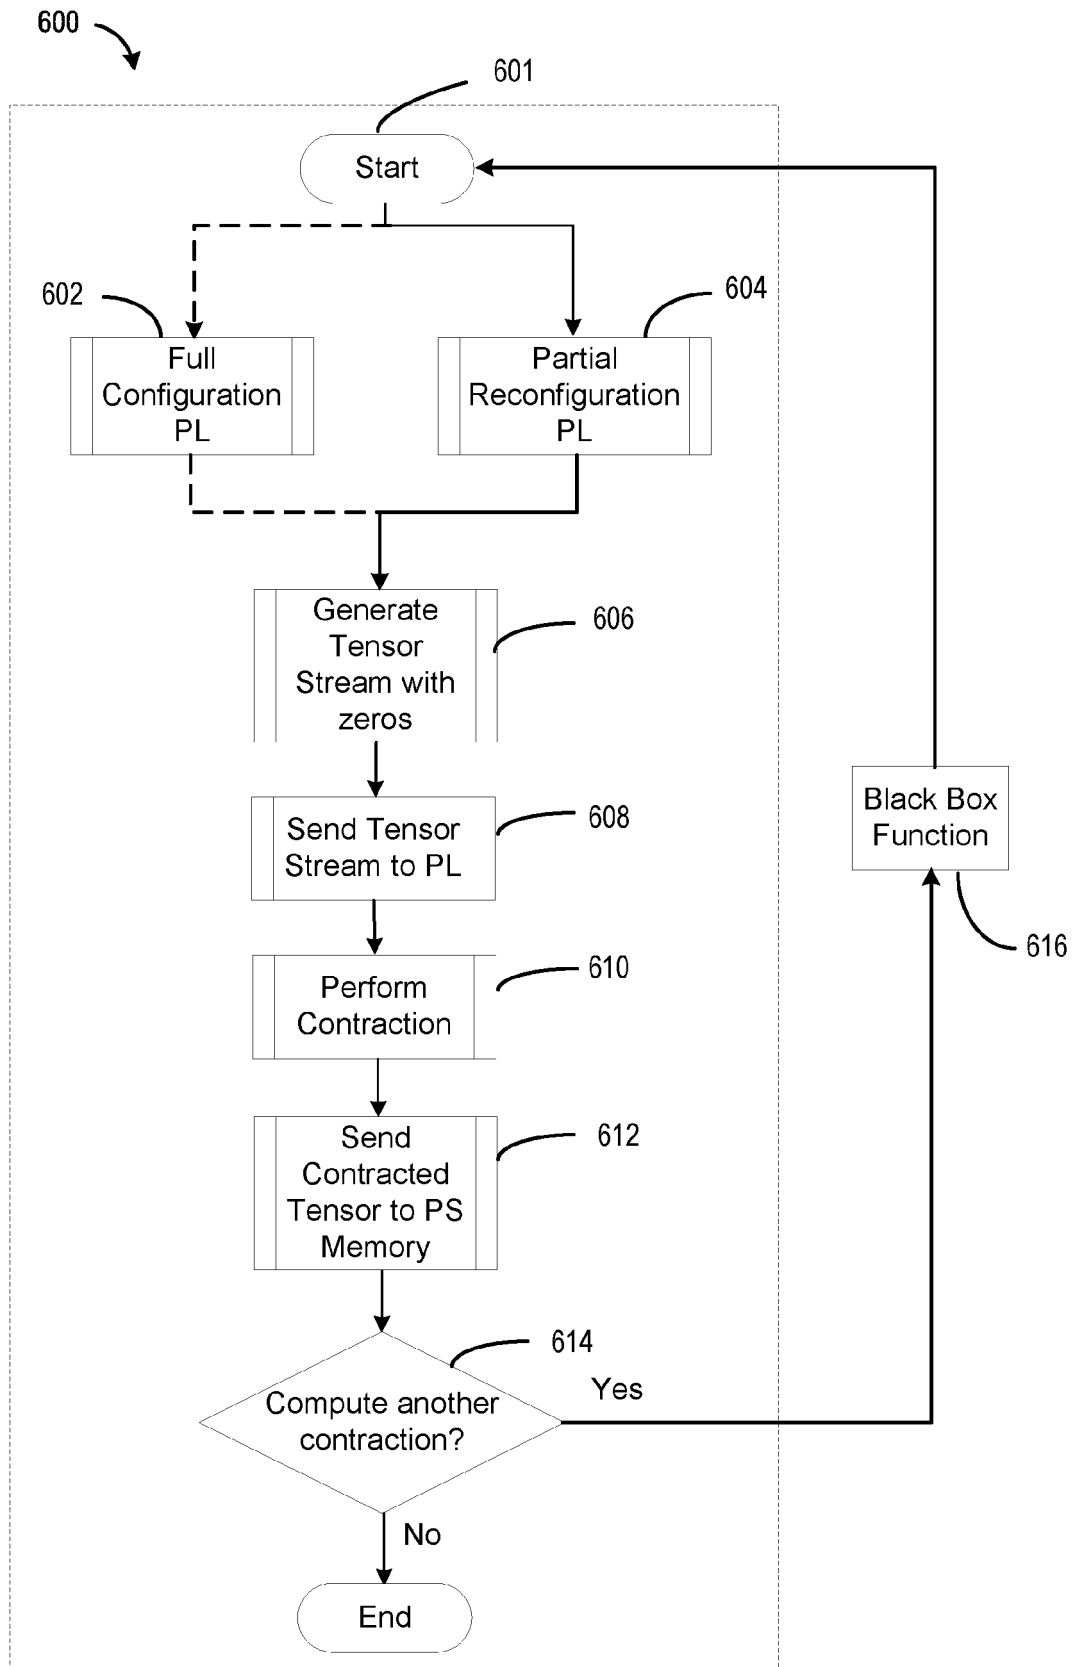 600
601
Start
602
604
Full
Configuration
PL
Partial
Reconfiguration
PL
Generate
Tensor
Stream with
zeros
606
Send Tensor
Stream to PL
608
Black Box
Function
616
Perform
Contraction
610
Send
Contracted
Tensor to PS
Memory
612
614
Compute another
contraction?
Yes
No
End